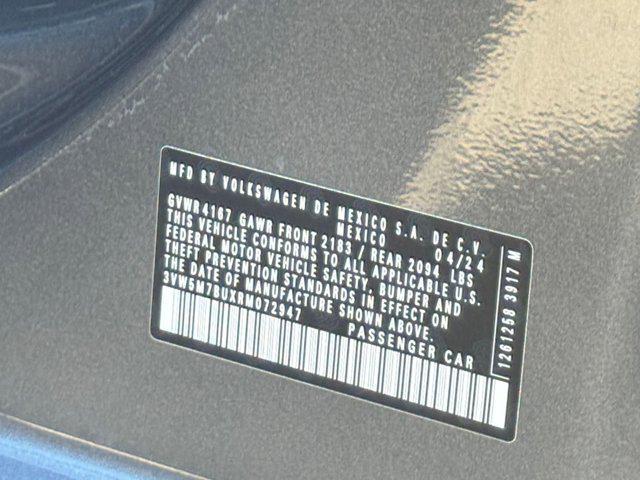 MFD BY VOLKSWAGEN DE MEXICO S.A. DE C.V.
MEXICO 04/24
GVWR4167 GAWR FRONT 2183 / REAR 2094 LBS
THIS VEHICLE CONFORMS TO ALL APPLICABLE U.S.
FEDERAL MOTOR VEHICLE SAFETY, BUMPER AND
THEFT PREVENTION STANDARDS IN EFFECT ON
THE DATE OF MANUFACTURE SHOWN ABOVE.
3VW5M7BUXRM072947 PASSENGER CAR
1261258 3917 M